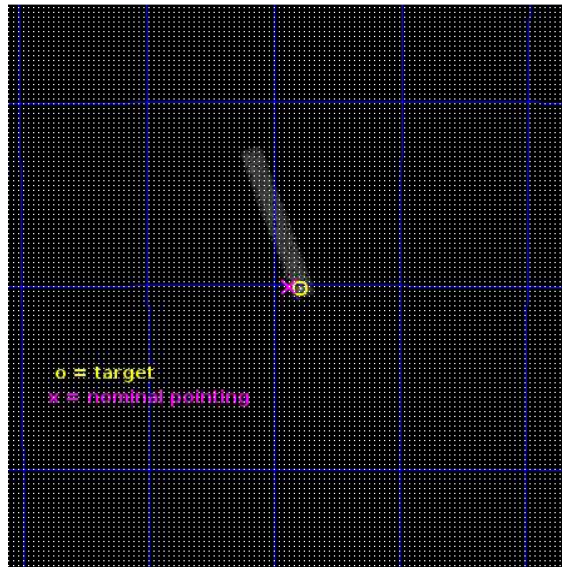 o = target
x = nominal pointing